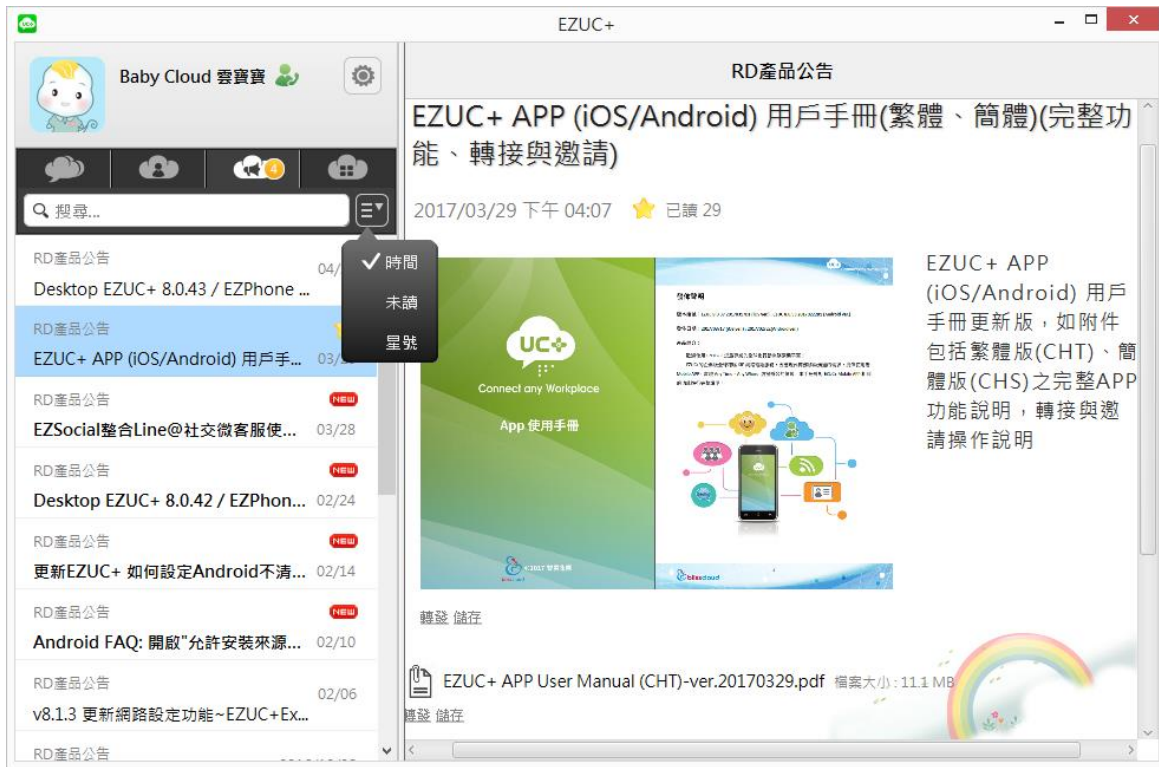 EZUC+
Baby Cloud 雲寶寶
4
搜尋...
時間
未讀
星號
RD產品公告
04/
Desktop EZUC+ 8.0.43 / EZPhone ...
RD產品公告
EZUC+ APP (iOS/Android) 用戶手...
RD產品公告
NEW
EZSocial整合Line@社交微客服使... 03/28
RD產品公告
NEW
Desktop EZUC+ 8.0.42 / EZPhon... 02/24
RD產品公告
NEW
更新EZUC+ 如何設定Android不清... 02/14
RD產品公告
NEW
Android FAQ: 開啟"允許安裝來源... 02/10
RD產品公告
02/06
v8.1.3 更新網路設定功能~EZUC+Ex...
RD產品公告
RD產品公告
EZUC+ APP (iOS/Android) 用戶手冊(繁體、簡體)(完整功
能、轉接與邀請)
2017/03/29 下午 04:07 已讀 29
UC+
Connect any Workplace
App 使用手冊
發佈聲明
blisscloud
EZUC+ APP
(iOS/Android) 用戶
手冊更新版，如附件
包括繁體版(CHT)、簡
體版(CHS)之完整APP
功能說明，轉接與邀
請操作說明
轉發 儲存
EZUC+ APP User Manual (CHT)-ver.20170329.pdf 檔案大小 : 11.1 MB
轉發 儲存